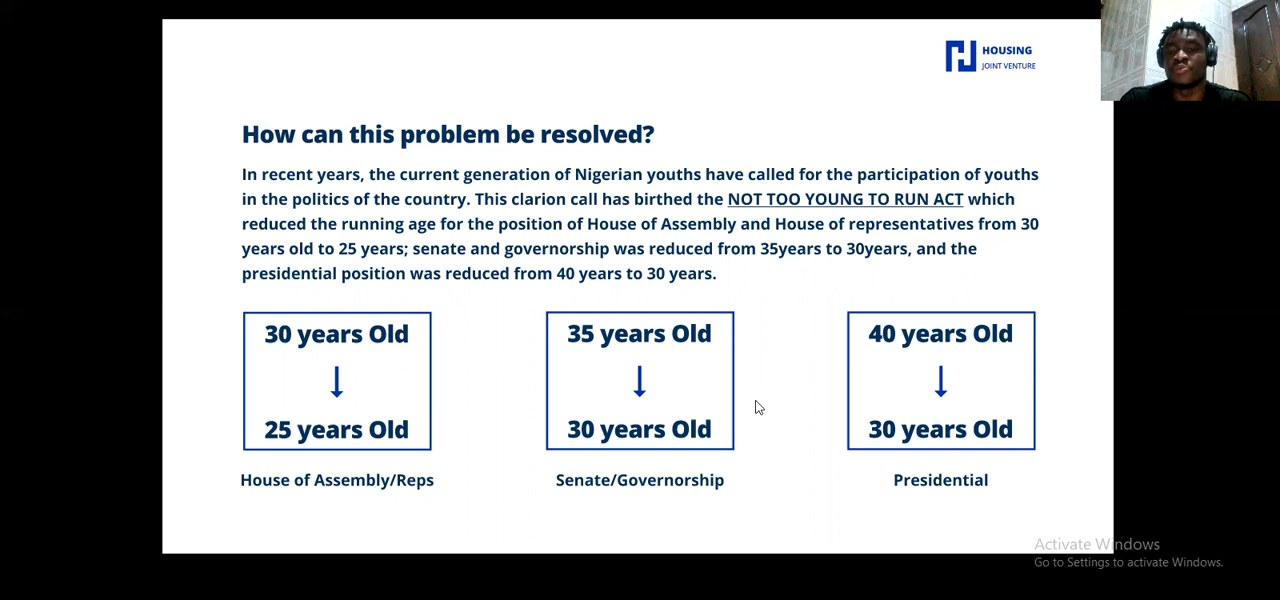 HOUSING
JOINT VENTURE
How can this problem be resolved?
In recent years, the current generation of Nigerian youths have called for the participation of youths
in the politics of the country. This clarion call has birthed the NOT TOO YOUNG TO RUN ACT which
reduced the running age for the position of House of Assembly and House of representatives from 30
years old to 25 years; senate and governorship was reduced from 35years to 30years, and the
presidential position was reduced from 40 years to 30 years.
30 years Old
25 years Old
House of Assembly/Reps
35 years Old
30 years Old
Senate/Governorship
40 years Old
30 years Old
Presidential
Activate Windows
Go to Settings to activate Windows.